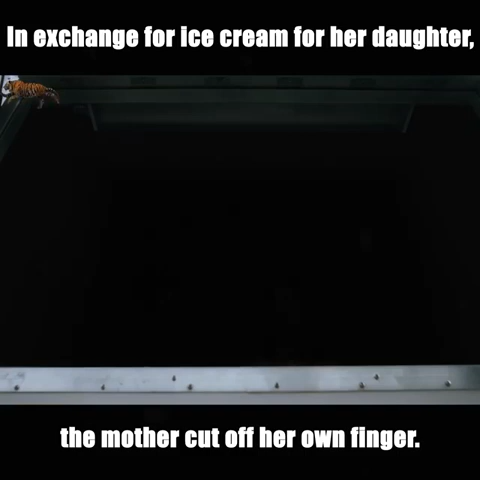 In exchange for ice cream for her daughter,
the mother cut off her own finger.